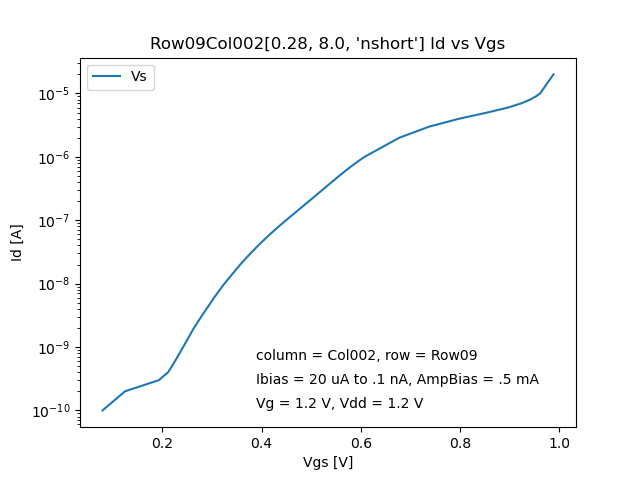 Row09Col002[0.28, 8.0, 'nshort'] Id vs Vgs
Vs
10⁻⁵
10⁻⁶
10⁻⁷
10⁻⁸
10⁻⁹
10⁻¹⁰
Id [A]
column = Col002, row = Row09
Ibias = 20 uA to .1 nA, AmpBias = .5 mA
Vg = 1.2 V, Vdd = 1.2 V
0.2 0.4 0.6 0.8 1.0
Vgs [V]